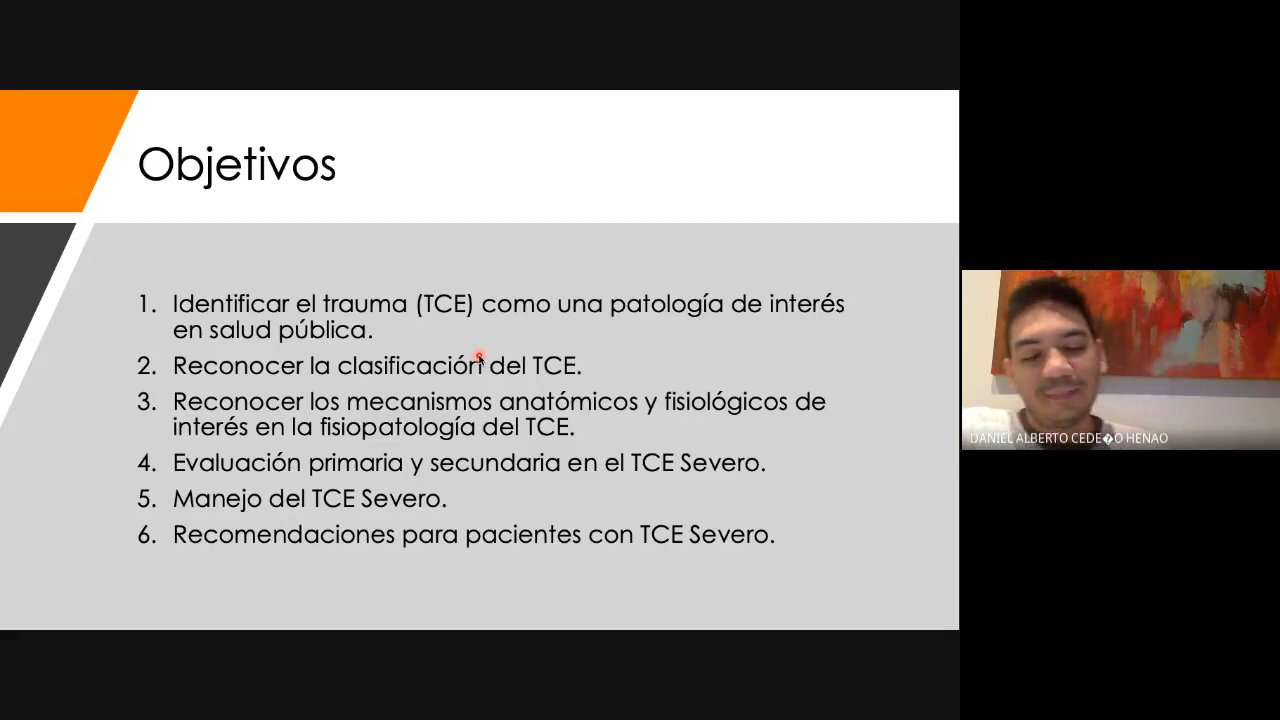 Objetivos
1. Identificar el trauma (TCE) como una patología de interés
en salud pública.
2. Reconocer la clasificación del TCE.
3. Reconocer los mecanismos anatómicos y fisiológicos de
interés en la fisiopatología del TCE.
4. Evaluación primaria y secundaria en el TCE Severo.
5. Manejo del TCE Severo.
6. Recomendaciones para pacientes con TCE Severo.
DANIEL ALBERTO CEDE�O HENAO